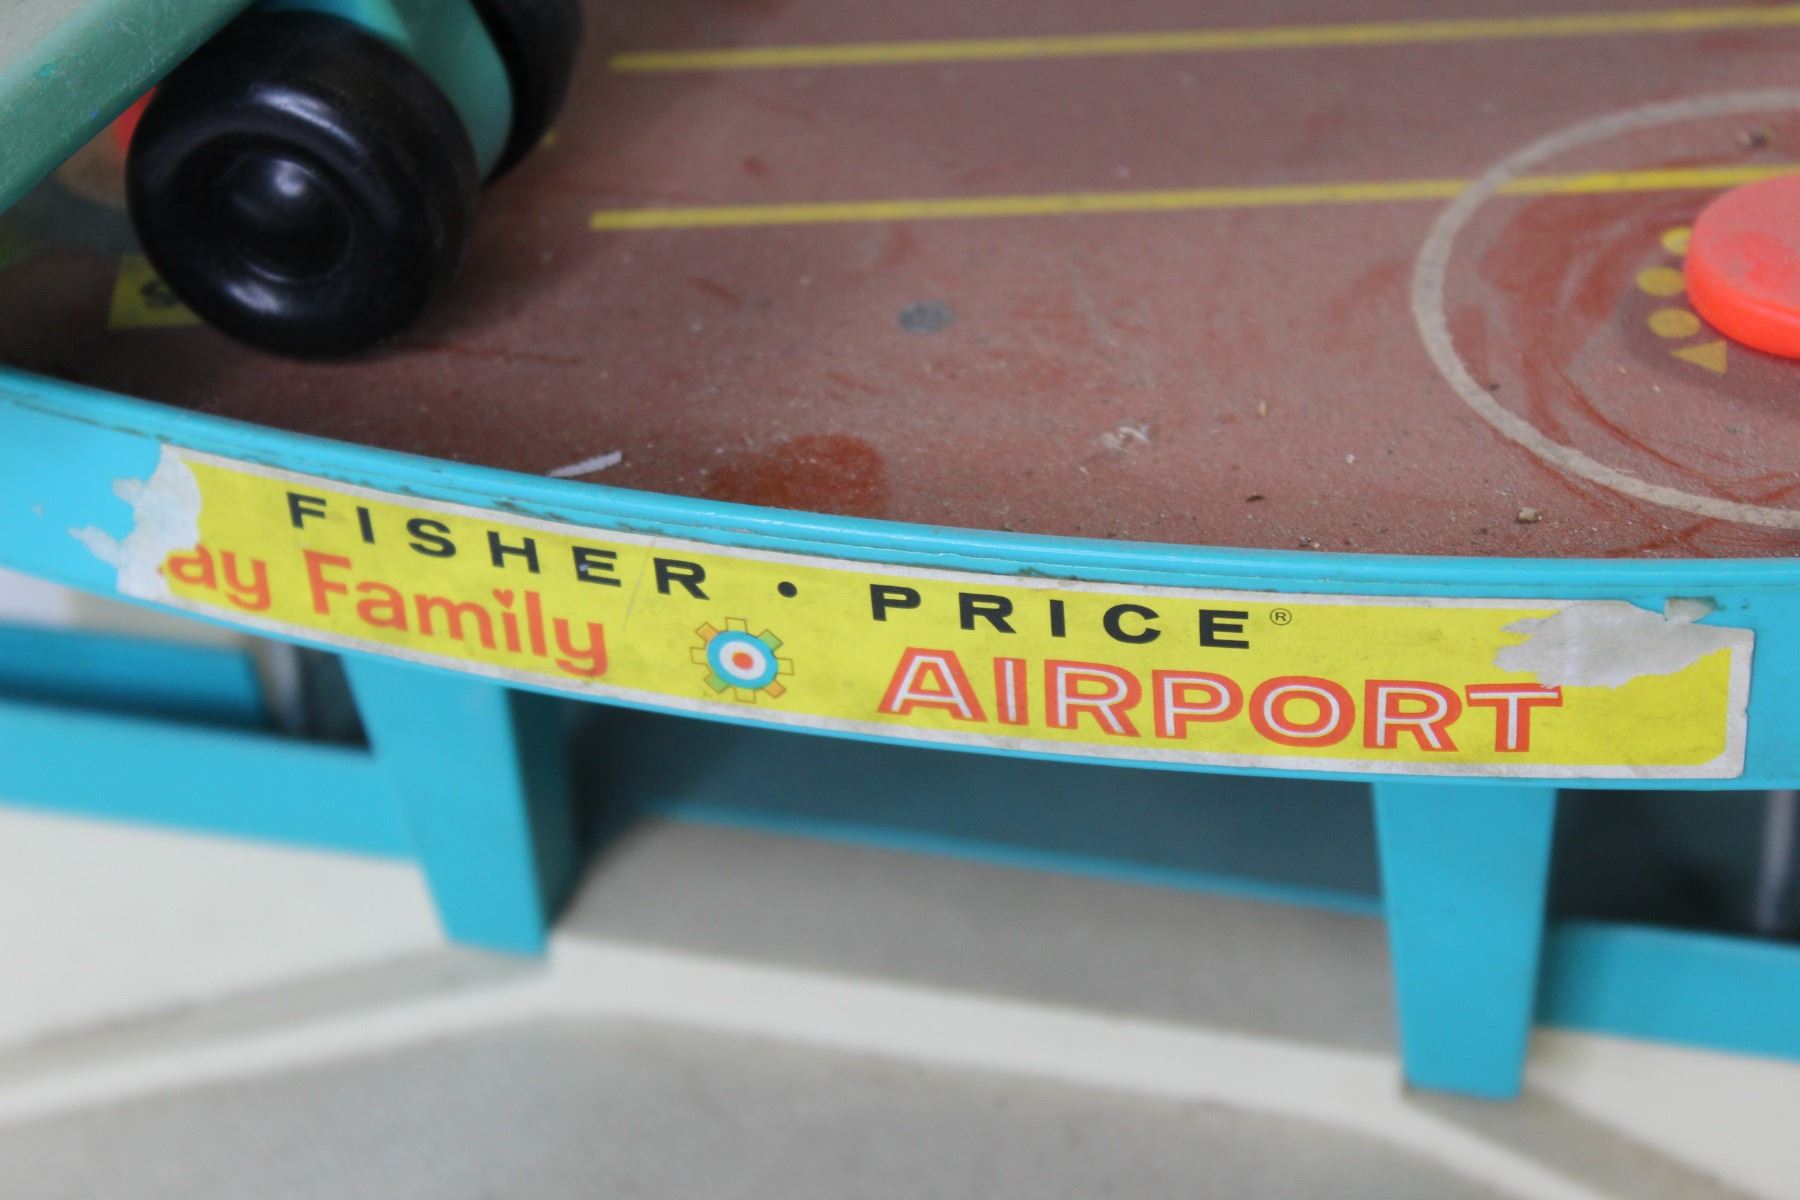 FISHER • PRICE®
ay Family AIRPORT